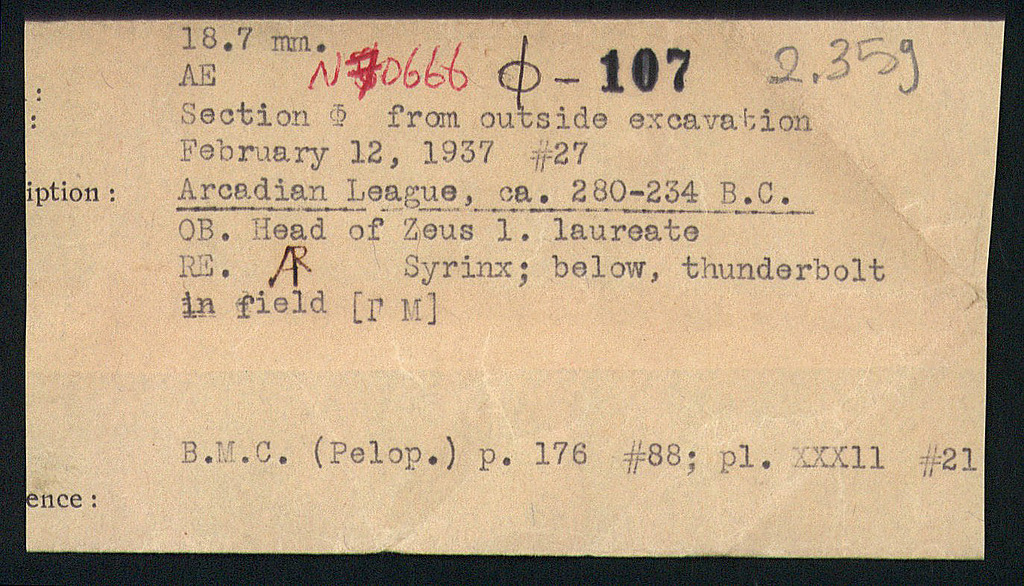 18.7 mm.
AE N 70666 Φ - 107 2.35g
:
: Section Φ from outside excavation
February 12, 1937 #27
iption : Arcadian League, ca. 280-234 B.C.
OB. Head of Zeus l. laureate
RE. AR Syrinx; below, thunderbolt
in field [Γ M]
B.M.C. (Pelop.) p. 176 #88; pl. XXXll #21
ence :